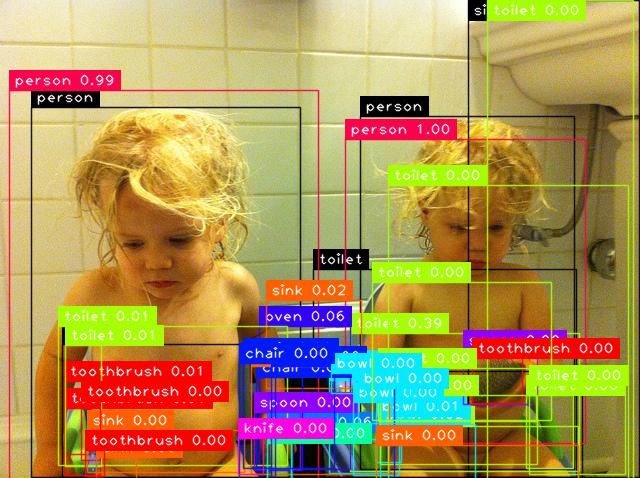 si
toilet 0.00
person 0.99
person
person
person 1.00
toilet 0.00
toilet
toilet 0.00
sink 0.02
toilet 0.01
oven 0.06
toilet 0.39
toilet 0.01
toothbrush 0.00
chair 0.00
bowl 0.00
toothbrush 0.01
bowl 0.00
toilet 0.00
toothbrush 0.00
spoon 0.00
bowl 0.01
sink 0.00
knife 0.00
0.00
sink 0.00
toothbrush 0.00